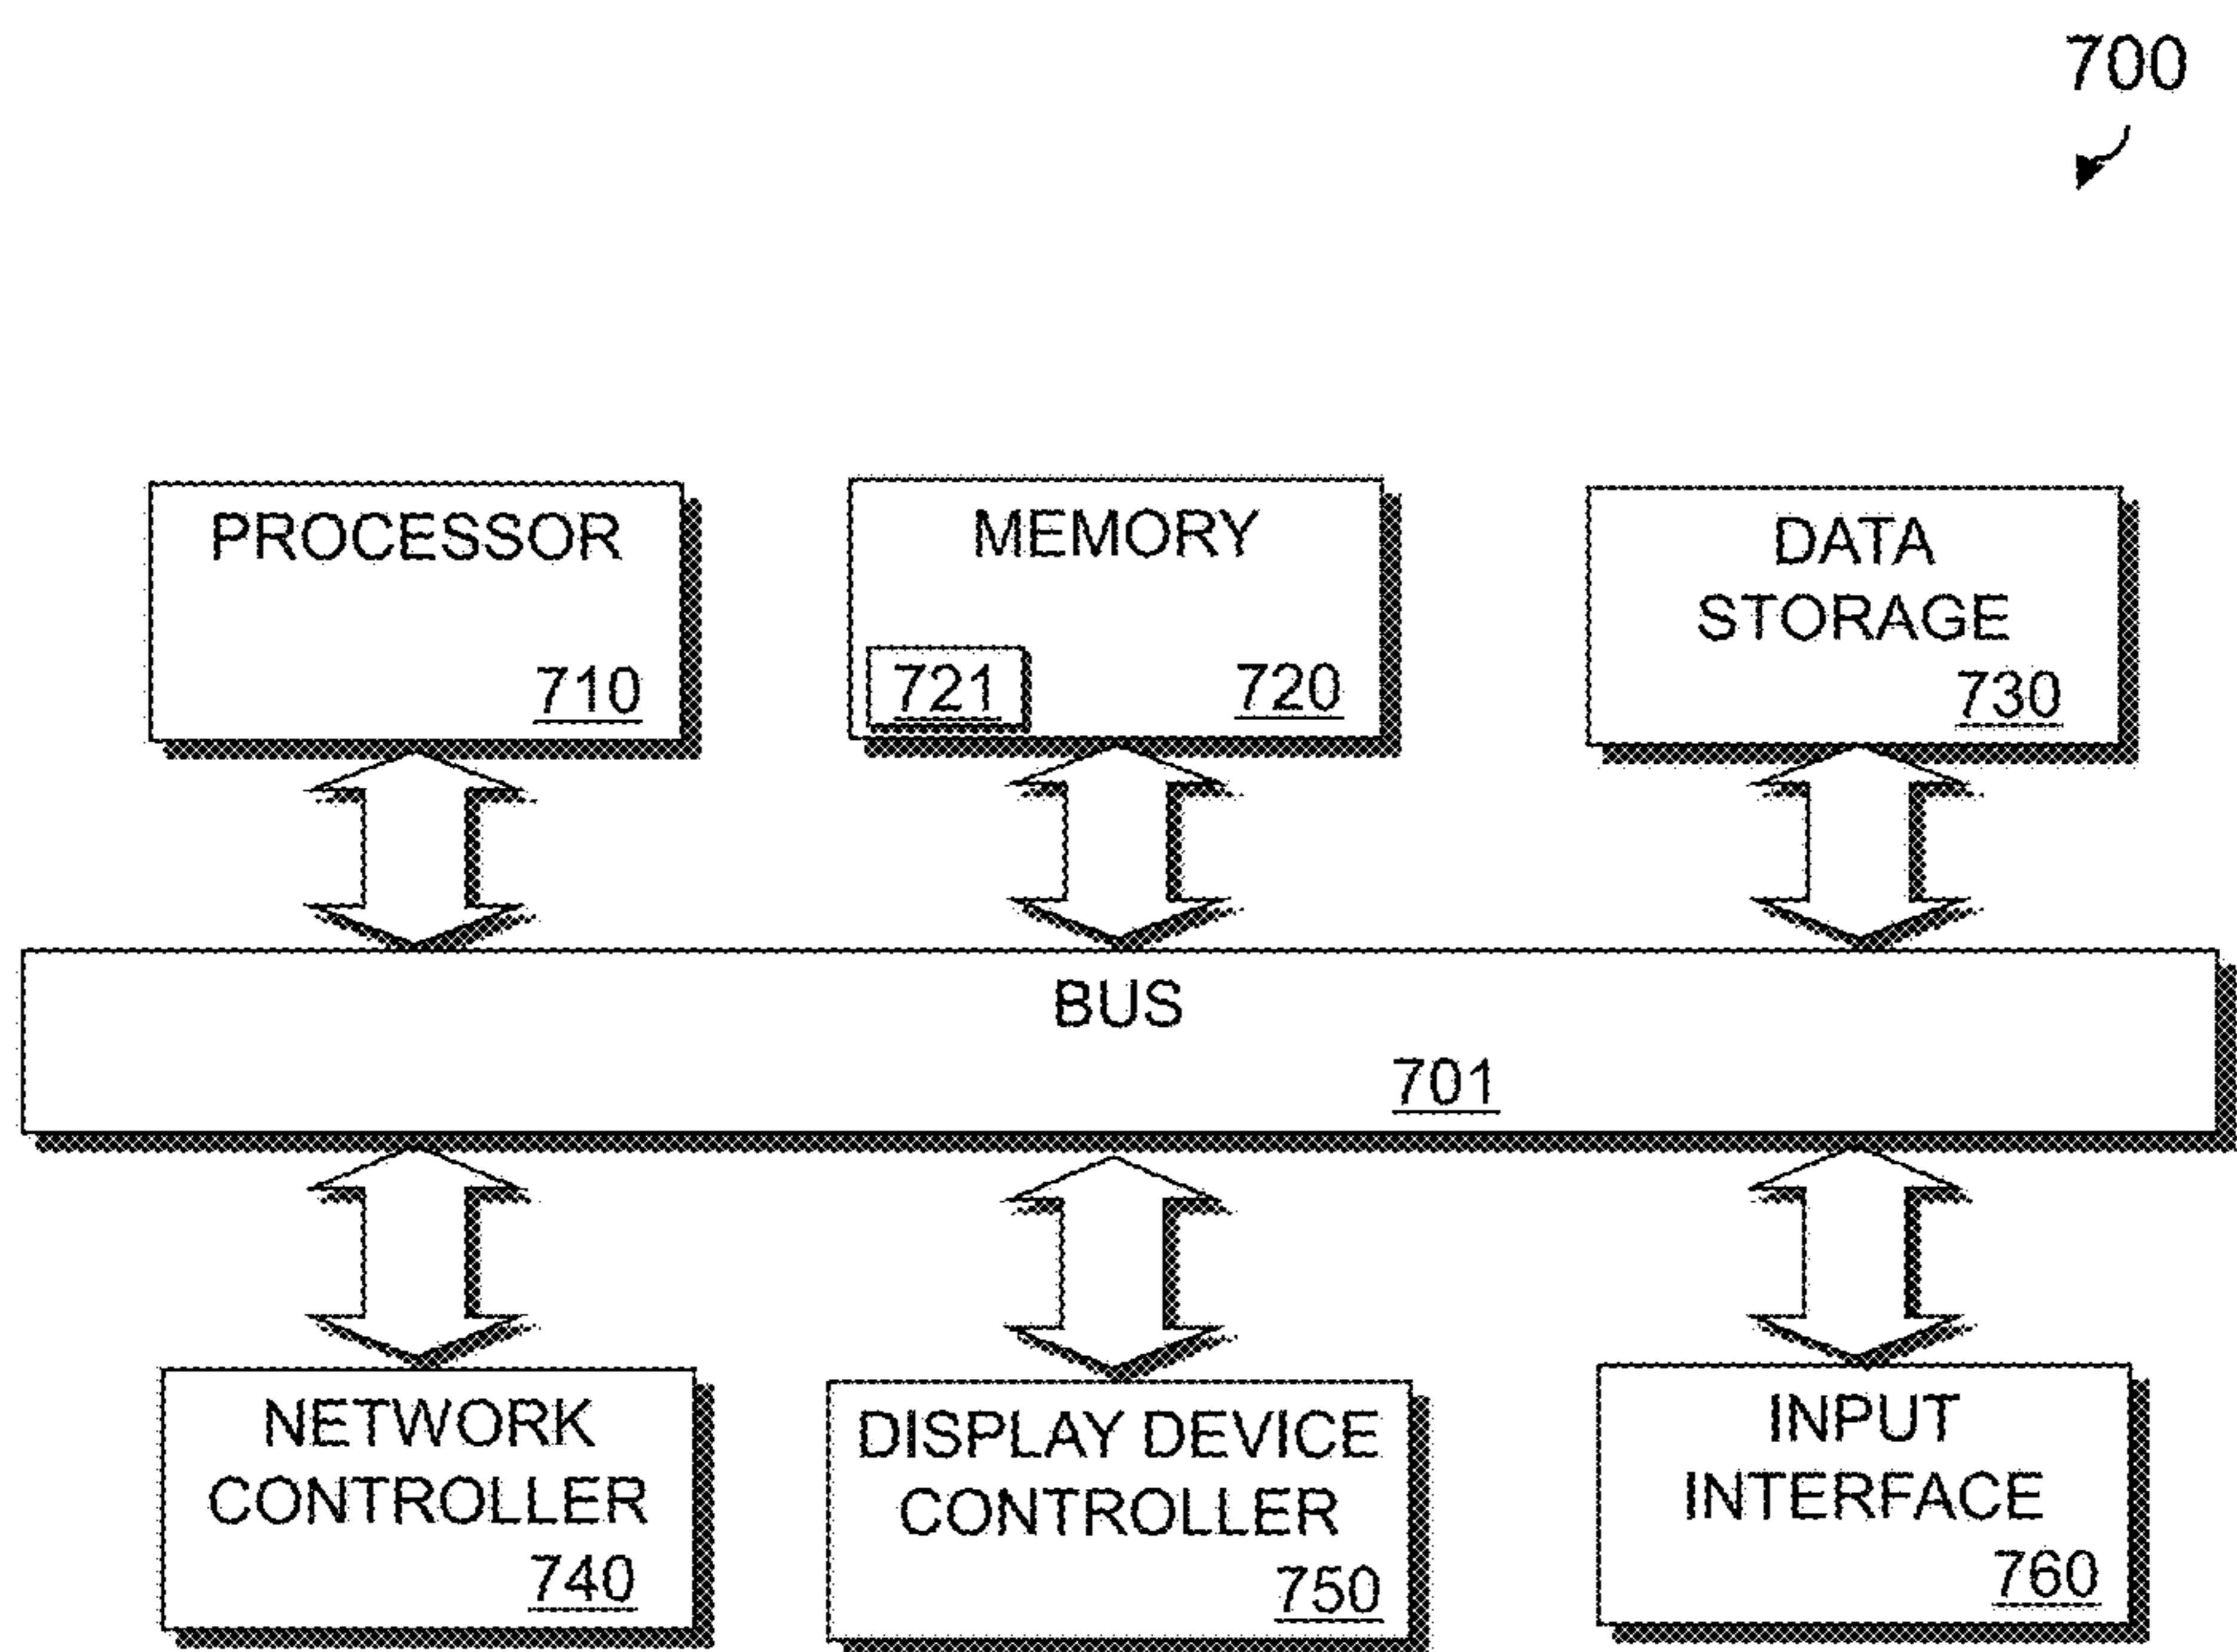 700
PROCESSOR
710
MEMORY
721
720
DATA
STORAGE
730
BUS
701
NETWORK
CONTROLLER
740
DISPLAY DEVICE
CONTROLLER
750
INPUT
INTERFACE
760